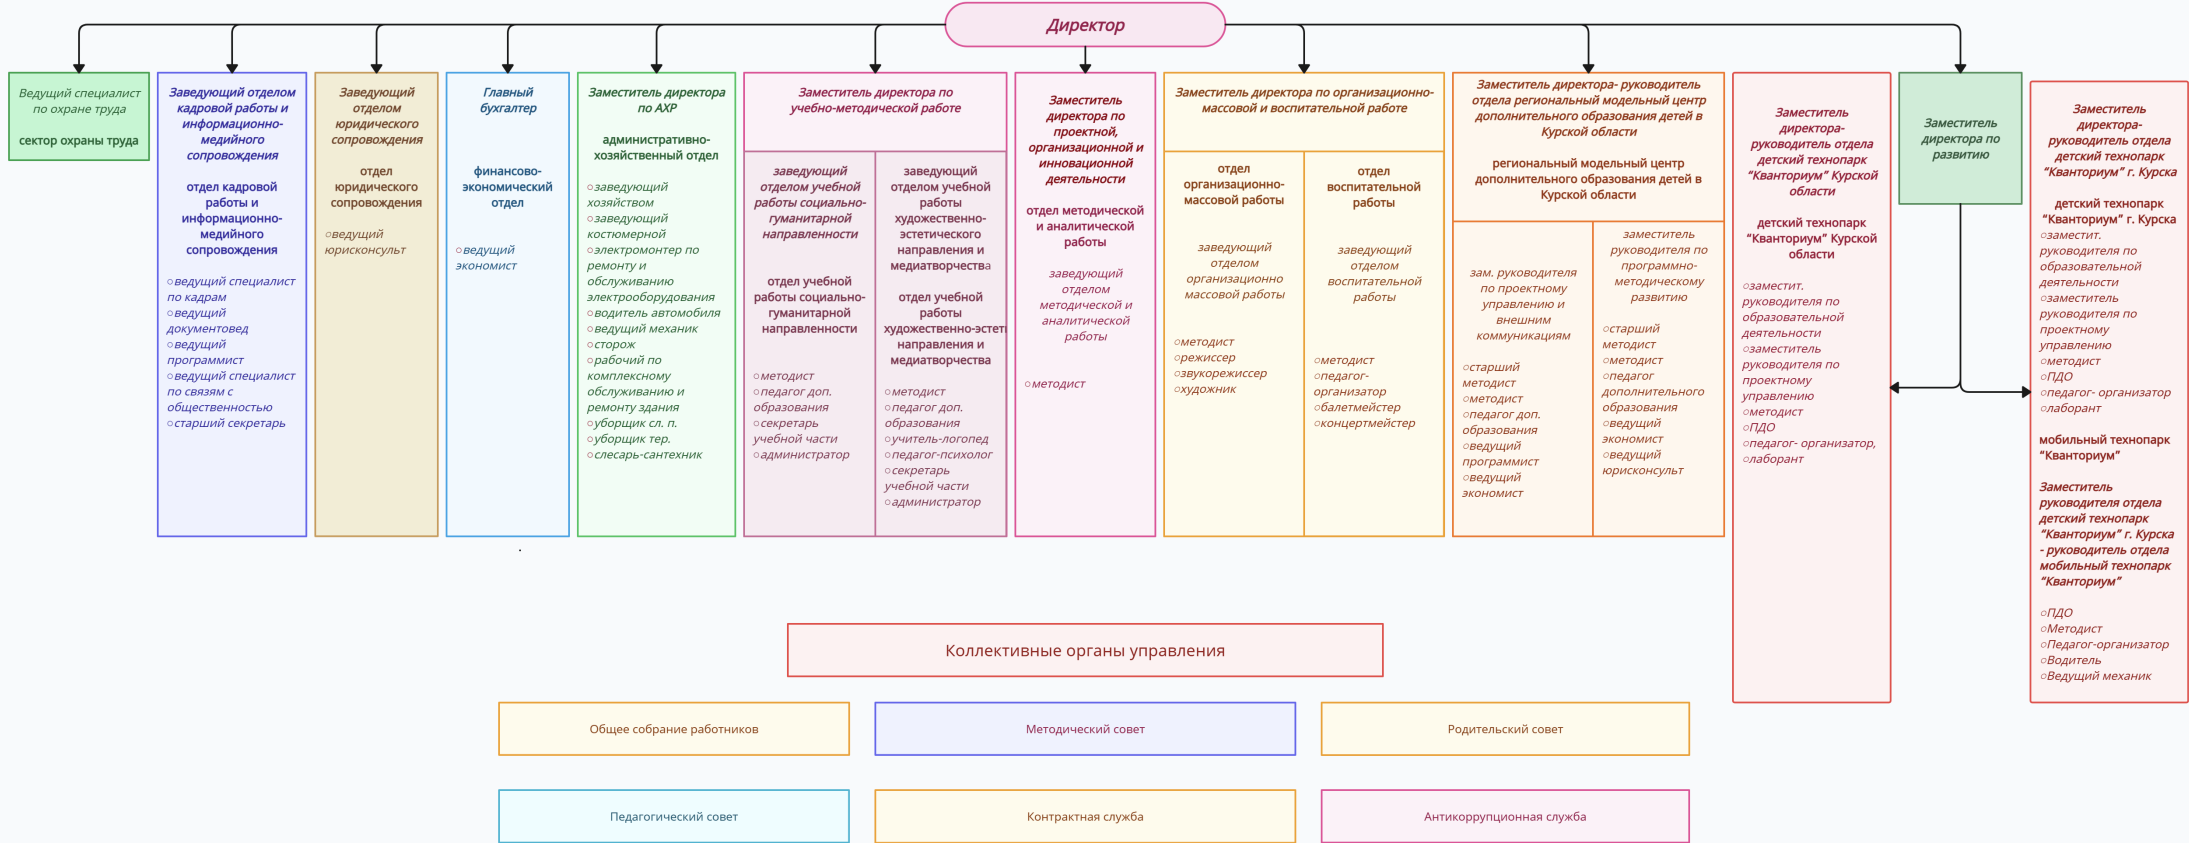 Директор
Ведущий специалист
по охране труда
сектор охраны труда
Заведующий отделом
кадровой работы и
информационно-
медийного
сопровождения
отдел кадровой
работы и
информационно-
медийного
сопровождения
○ведущий специалист
по кадрам
○ведущий
документовед
○ведущий
программист
○ведущий специалист
по связям с
общественностью
○старший секретарь
Заведующий
отделом
юридического
сопровождения
отдел
юридического
сопровождения
○ведущий
юрисконсульт
Главный
бухгалтер
финансово-
экономический
отдел
○ведущий
экономист
Заместитель директора
по АХР
административно-
хозяйственный отдел
○заведующий
хозяйством
○заведующий
костюмерной
○электромонтер по
ремонту и
обслуживанию
электрооборудования
○водитель автомобиля
○ведущий механик
○сторож
○рабочий по
комплексному
обслуживанию и
ремонту здания
○уборщик сл. п.
○уборщик тер.
○слесарь-сантехник
Заместитель директора по
учебно-методической работе
заведующий
отделом учебной
работы социально-
гуманитарной
направленности
отдел учебной
работы социально-
гуманитарной
направленности
○методист
○педагог доп.
образования
○секретарь
учебной части
○администратор
заведующий
отделом учебной
работы
художественно-
эстетического
направления и
медиатворчества
отдел учебной
работы
художественно-эстет
направления и
медиатворчества
○методист
○педагог доп.
образования
○учитель-логопед
○педагог-психолог
○секретарь
учебной части
○администратор
Заместитель
директора по
проектной,
организационной и
инновационной
деятельности
отдел методической
и аналитической
работы
заведующий
отделом
методической и
аналитической
работы
○методист
Заместитель директора по организационно-
массовой и воспитательной работе
отдел
организационно-
массовой работы
заведующий
отделом
организационно
массовой работы
○методист
○режиссер
○звукорежиссер
○художник
отдел
воспитательной
работы
заведующий
отделом
воспитательной
работы
○методист
○педагог-
организатор
○балетмейстер
○концертмейстер
Заместитель директора- руководитель
отдела региональный модельный центр
дополнительного образования детей в
Курской области
региональный модельный центр
дополнительного образования детей в
Курской области
зам. руководителя
по проектному
управлению и
внешним
коммуникациям
○старший
методист
○методист
○педагог доп.
образования
○ведущий
программист
○ведущий
экономист
заместитель
руководителя по
программно-
методическому
развитию
○старший
методист
○методист
○педагог
дополнительного
образования
○ведущий
экономист
○ведущий
юрисконсульт
Заместитель
директора-
руководитель отдела
детский технопарк
“Кванториум” Курской
области
детский технопарк
“Кванториум” Курской
области
○заместит.
руководителя по
образовательной
деятельности
○заместитель
руководителя по
проектному
управлению
○методист
○ПДО
○педагог- организатор,
○лаборант
Заместитель
директора по
развитию
Заместитель
директора-
руководитель отдела
детский технопарк
“Кванториум” г. Курска
детский технопарк
“Кванториум” г. Курска
○заместит.
руководителя по
образовательной
деятельности
○заместитель
руководителя по
проектному
управлению
○методист
○ПДО
○педагог- организатор
○лаборант
мобильный технопарк
“Кванториум”
Заместитель
руководителя отдела
детский технопарк
“Кванториум” г. Курска
- руководитель отдела
мобильный технопарк
“Кванториум”
○ПДО
○Методист
○Педагог-организатор
○Водитель
○Ведущий механик
.
Коллективные органы управления
Общее собрание работников
Методический совет
Родительский совет
Педагогический совет
Контрактная служба
Антикоррупционная служба